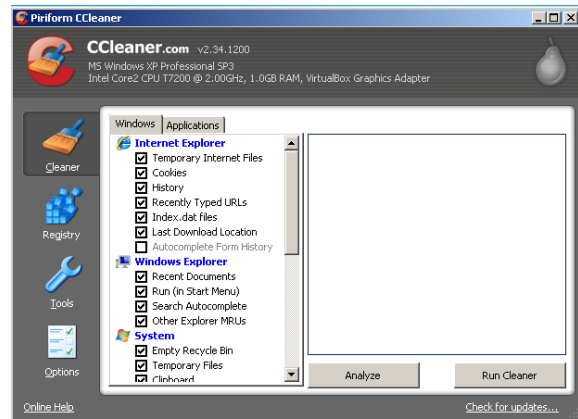 Piriform CCleaner
CCleaner.com v2.34.1200
MS Windows XP Professional SP3
Intel Core2 CPU T7200 @ 2.00GHz, 1.0GB RAM, VirtualBox Graphics Adapter
Cleaner
Registry
Tools
Options
Windows Applications
Internet Explorer
Temporary Internet Files
Cookies
History
Recently Typed URLs
Index.dat files
Last Download Location
Autocomplete Form History
Windows Explorer
Recent Documents
Run (in Start Menu)
Search Autocomplete
Other Explorer MRUs
System
Empty Recycle Bin
Temporary Files
Clipboard
Analyze Run Cleaner
Online Help Check for updates...